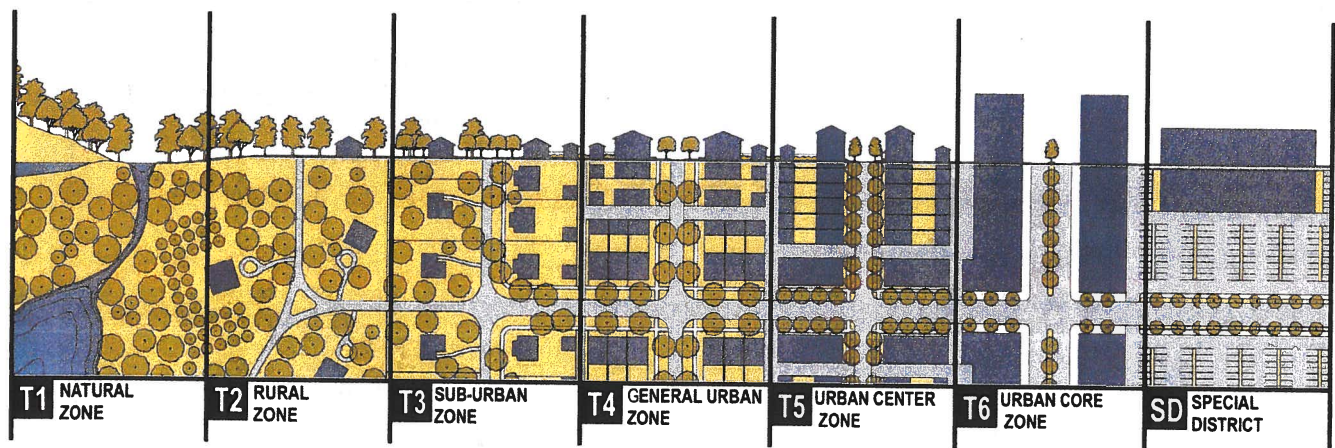 T1 NATURAL
ZONE
T2 RURAL
ZONE
T3 SUB-URBAN
ZONE
T4 GENERAL URBAN
ZONE
T5 URBAN CENTER
ZONE
T6 URBAN CORE
ZONE
SD SPECIAL
DISTRICT